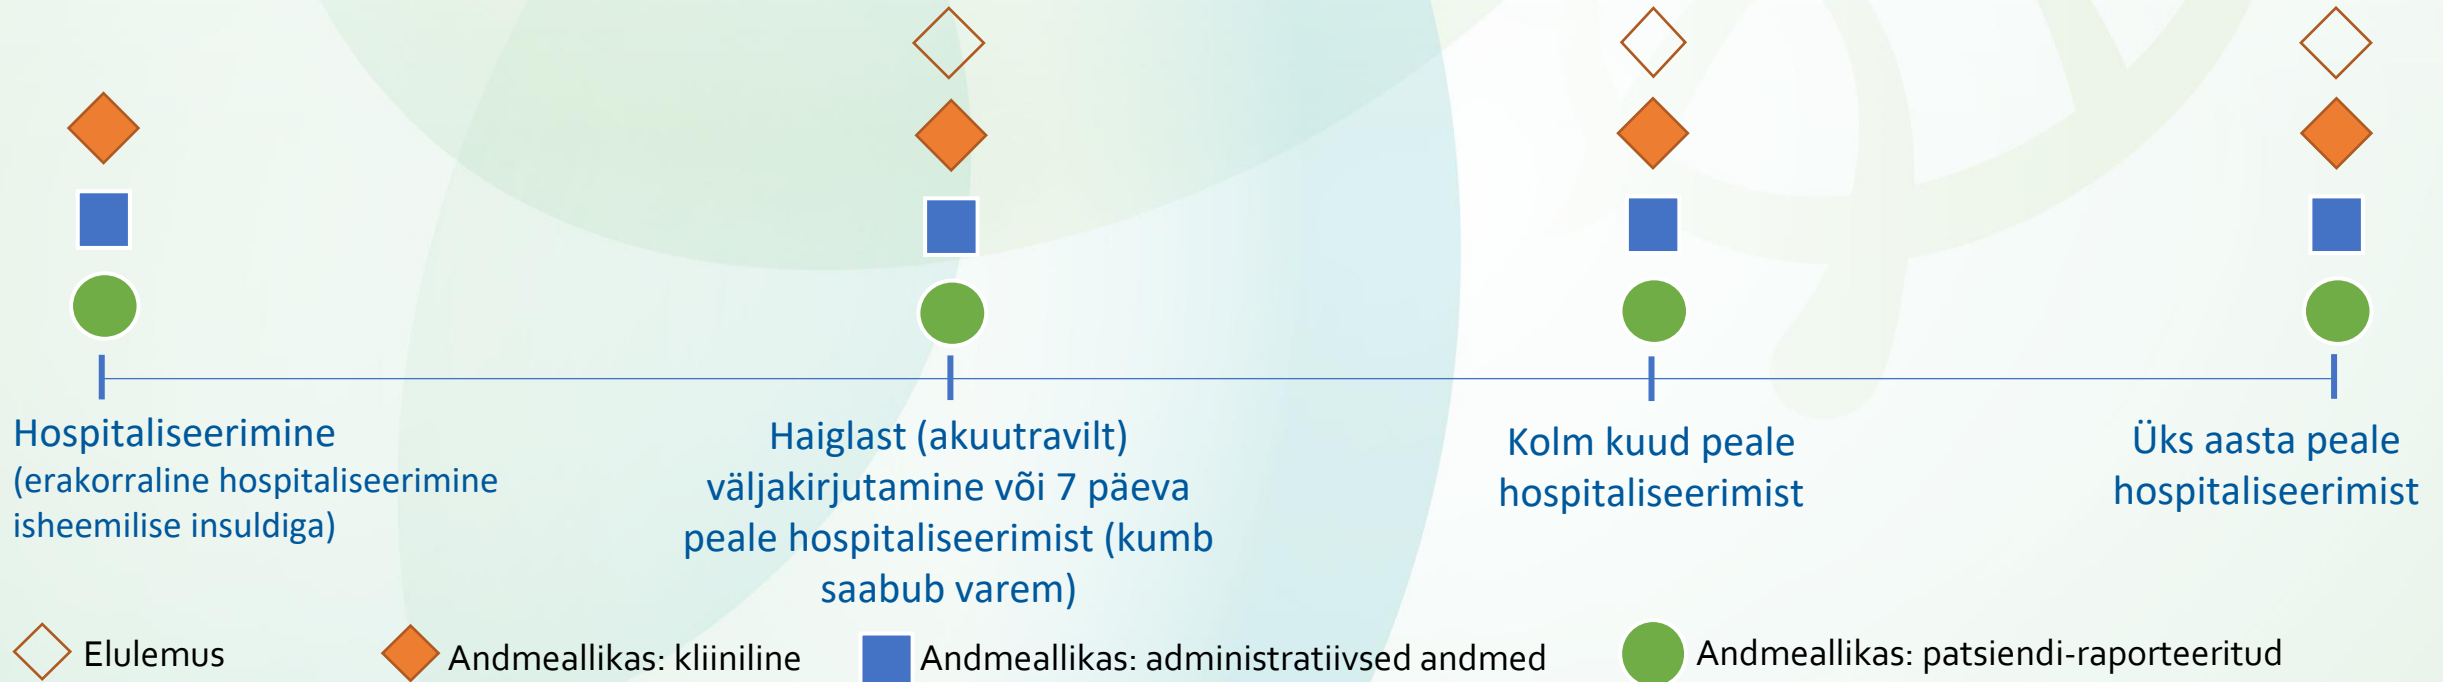 Hospitaliseerimine
(erakorraline hospitaliseerimine
isheemilise insuldiga)
Haiglast (akuutravilt)
väljakirjutamine või 7 päeva
peale hospitaliseerimist (kumb
saabub varem)
Kolm kuud peale
hospitaliseerimist
Üks aasta peale
hospitaliseerimist
Elulemus
Andmeallikas: kliiniline
Andmeallikas: administratiivsed andmed
Andmeallikas: patsiendi-raporteeritud